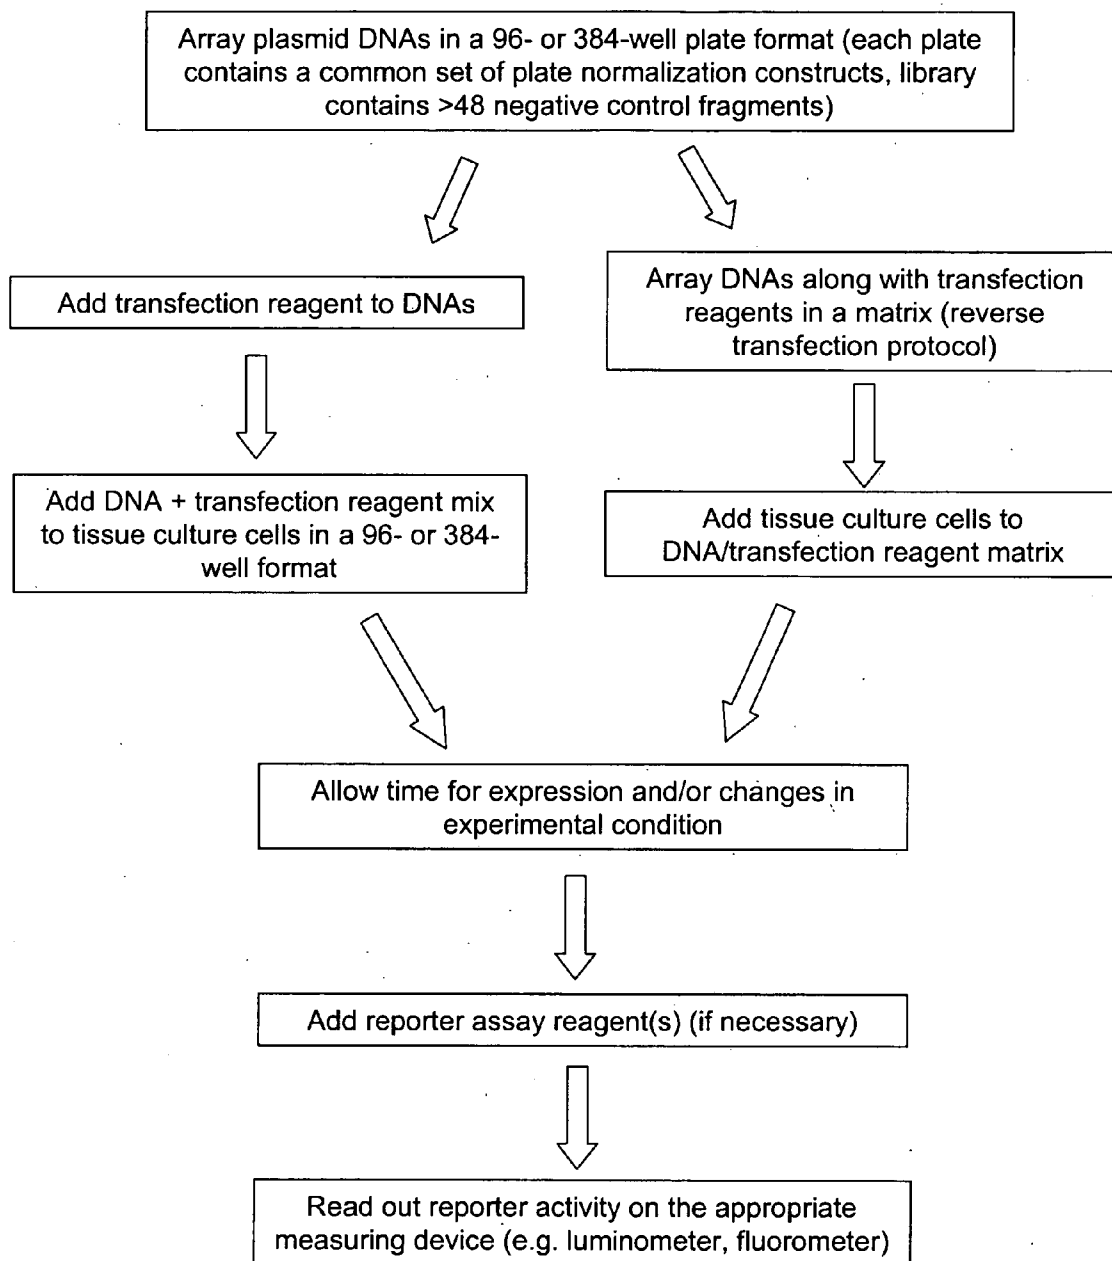 Array plasmid DNAs in a 96- or 384-well plate format (each plate
contains a common set of plate normalization constructs, library
contains >48 negative control fragments)
Add transfection reagent to DNAs
Array DNAs along with transfection
reagents in a matrix (reverse
transfection protocol)
Add DNA + transfection reagent mix
to tissue culture cells in a 96- or 384-
well format
Add tissue culture cells to
DNA/transfection reagent matrix
Allow time for expression and/or changes in
experimental condition
Add reporter assay reagent(s) (if necessary)
Read out reporter activity on the appropriate
measuring device (e.g. luminometer, fluorometer)